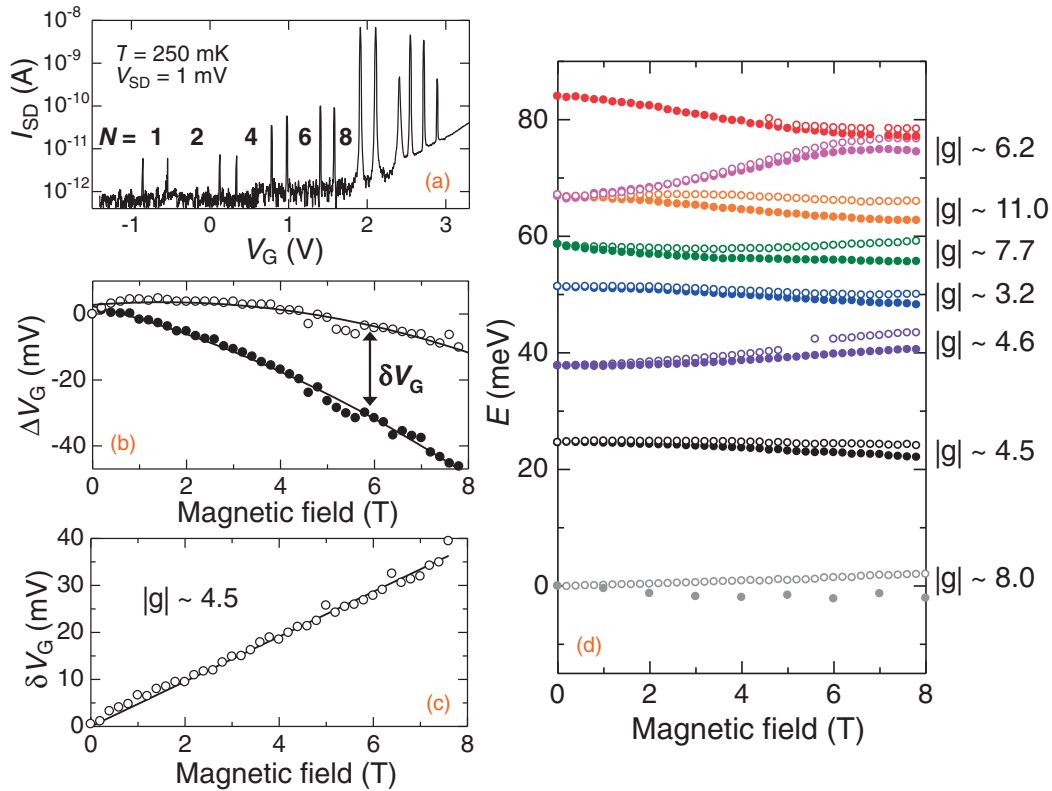 10⁻⁸
10⁻⁹
10⁻¹⁰
10⁻¹¹
10⁻¹²
I_SD (A)
T = 250 mK
V_SD = 1 mV
N = 1 2 4 6 8
(a)
-1 0 1 2 3
V_G (V)
0
-20
-40
ΔV_G (mV)
δV_G
(b)
0 2 4 6 8
Magnetic field (T)
40
30
20
10
0
δV_G (mV)
|g| ~ 4.5
(c)
0 2 4 6 8
Magnetic field (T)
80
60
40
20
0
E (meV)
|g| ~ 6.2
|g| ~ 11.0
|g| ~ 7.7
|g| ~ 3.2
|g| ~ 4.6
|g| ~ 4.5
|g| ~ 8.0
(d)
0 2 4 6 8
Magnetic field (T)